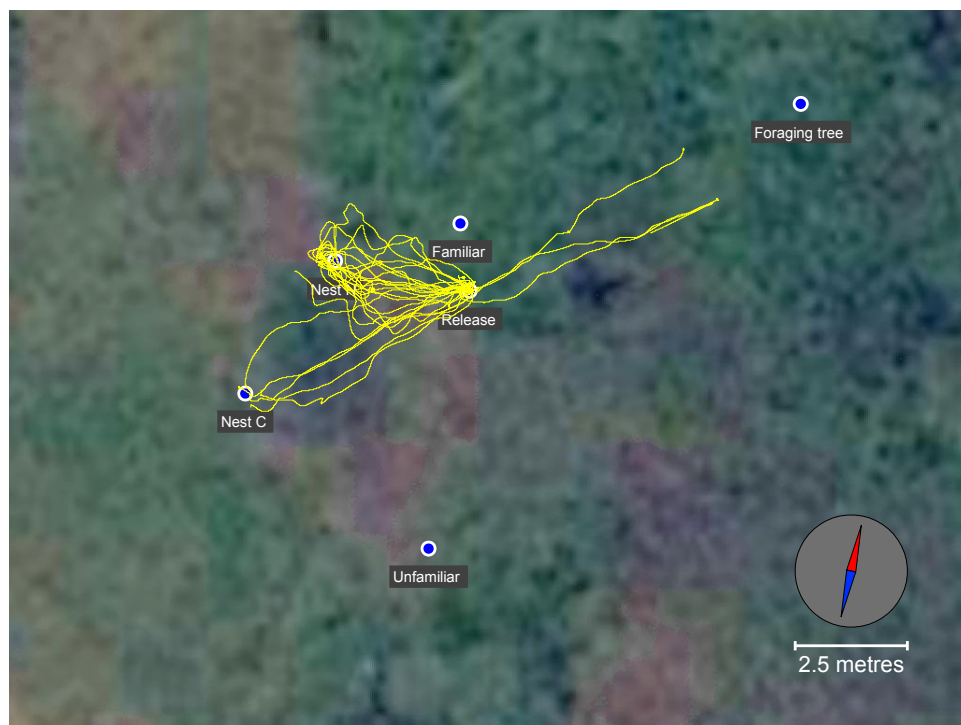 Foraging tree
Familiar
Nest
Release
Nest C
Unfamiliar
2.5 metres